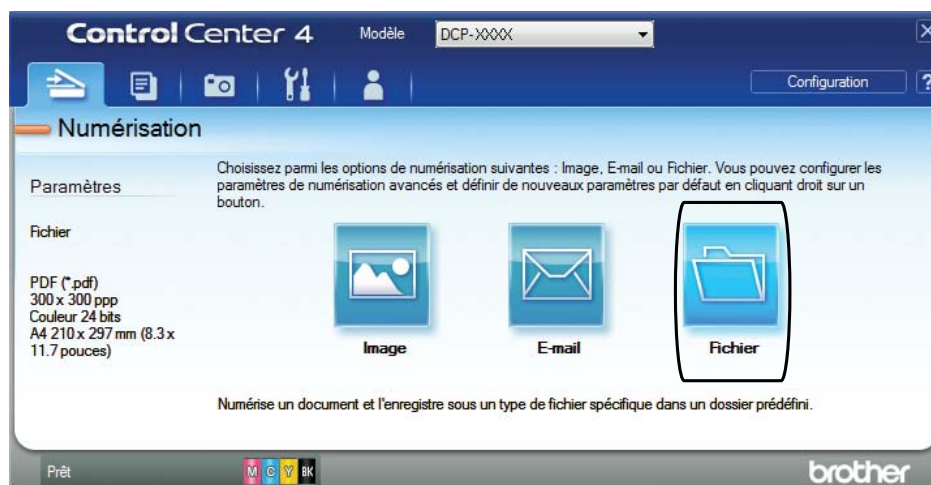 Control Center 4
Modèle
DCP-XXXX
Configuration
?
Numérisation
Paramètres
Fichier
PDF (*.pdf)
300 x 300 ppp
Couleur 24 bits
A4 210 x 297 mm (8.3 x
11.7 pouces)
Choisissez parmi les options de numérisation suivantes : Image, E-mail ou Fichier. Vous pouvez configurer les
paramètres de numérisation avancés et définir de nouveaux paramètres par défaut en cliquant droit sur un
bouton.
Image
E-mail
Fichier
Numérise un document et l'enregistre sous un type de fichier spécifique dans un dossier prédéfini.
Prêt
M C Y BK
brother